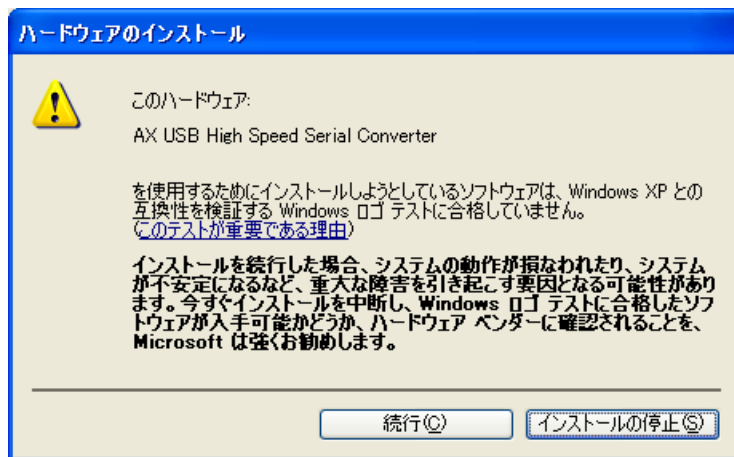 ハードウェアのインストール
このハードウェア:
AX USB High Speed Serial Converter
を使用するためにインストールしようとしているソフトウェアは、Windows XP との
互換性を検証する Windows ロゴ テストに合格していません。
(このテストが重要である理由)
インストールを続行した場合、システムの動作が損なわれたり、システム
が不安定になるなど、重大な障害を引き起こす要因となる可能性があり
ます。今すぐインストールを中断し、Windows ロゴ テストに合格したソフ
トウェアが入手可能かどうか、ハードウェア ベンダーに確認されることを、
Microsoft は強くお勧めします。
続行(C)
インストールの停止(S)